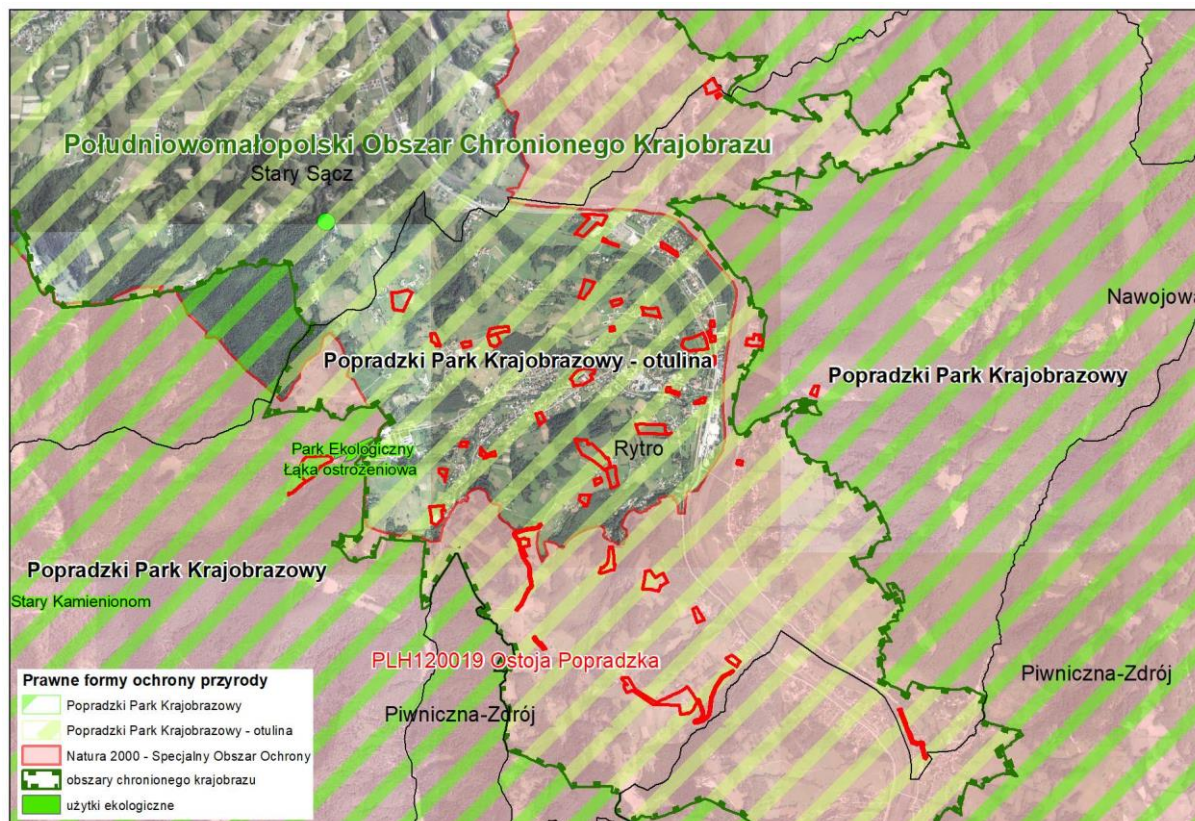 Południowomałopolski Obszar Chronionego Krajobrazu
Stary Sącz
Nawojowa
Popradzki Park Krajobrazowy - otulina
Popradzki Park Krajobrazowy
Park Ekologiczny
Łąka ostrożeniowa
Rytro
Popradzki Park Krajobrazowy
Stary Kamienionom
PLH120019 Ostoja Popradzka
Piwniczna-Zdrój
Piwniczna-Zdrój
Prawne formy ochrony przyrody
Popradzki Park Krajobrazowy
Popradzki Park Krajobrazowy - otulina
Natura 2000 - Specjalny Obszar Ochrony
obszary chronionego krajobrazu
użytki ekologiczne